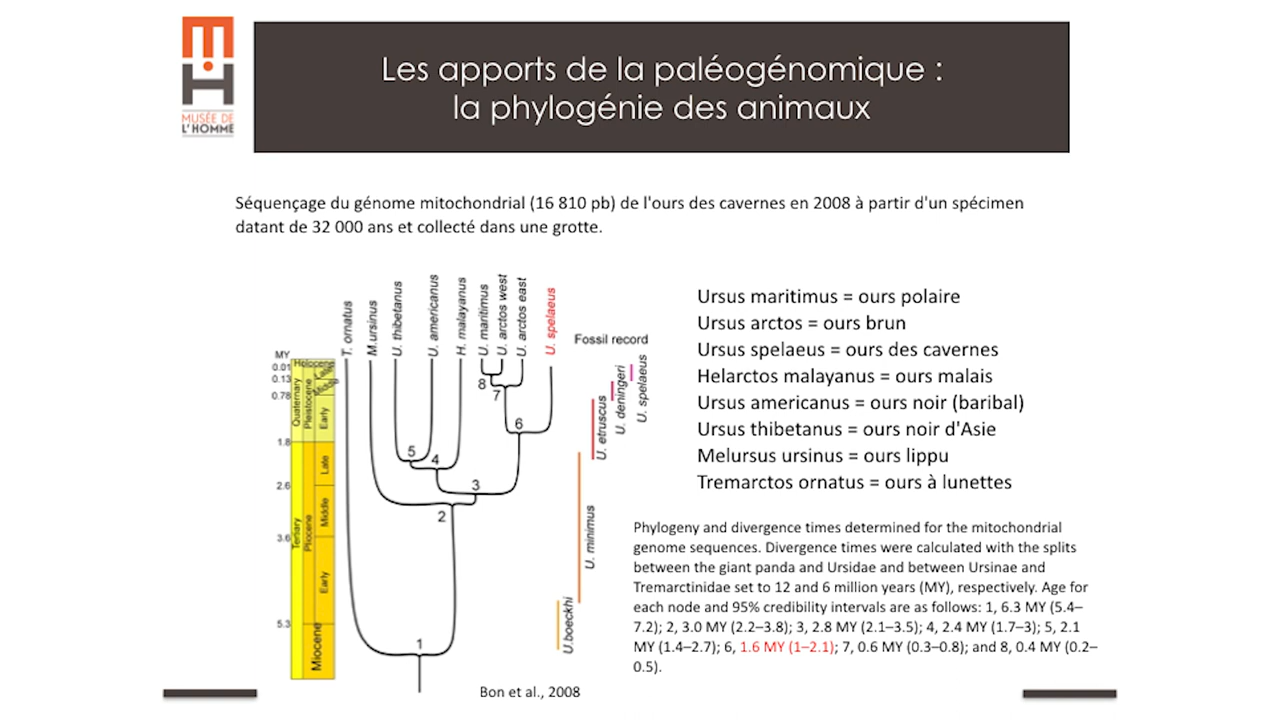 MUSÉE DE
L'HOMME
Les apports de la paléogénomique :
la phylogénie des animaux
Séquençage du génome mitochondrial (16 810 pb) de l'ours des cavernes en 2008 à partir d'un spécimen
datant de 32 000 ans et collecté dans une grotte.
T. ornatus
M.ursinus
U. thibetanus
U. americanus
H. malayanus
U. maritimus
U. arctos west
U. arctos east
U. spelaeus
Fossil record
MY
0.01
0.13
0.78
1.8
2.6
3.6
5.3
Quaternary
Tertiary
Pleistocene
Pliocene
Holocene
Late
Middle
Early
Late
Middle
Early
Miocene
8
7
6
5
4
3
2
1
U. spelaeus
U. deningeri
U. etruscus
U. minimus
U.boeckhi
Bon et al., 2008
Ursus maritimus = ours polaire
Ursus arctos = ours brun
Ursus spelaeus = ours des cavernes
Helarctos malayanus = ours malais
Ursus americanus = ours noir (baribal)
Ursus thibetanus = ours noir d'Asie
Melursus ursinus = ours lippu
Tremarctos ornatus = ours à lunettes
Phylogeny and divergence times determined for the mitochondrial
genome sequences. Divergence times were calculated with the splits
between the giant panda and Ursidae and between Ursinae and
Tremarctinidae set to 12 and 6 million years (MY), respectively. Age for
each node and 95% credibility intervals are as follows: 1, 6.3 MY (5.4–
7.2); 2, 3.0 MY (2.2–3.8); 3, 2.8 MY (2.1–3.5); 4, 2.4 MY (1.7–3); 5, 2.1
MY (1.4–2.7); 6, 1.6 MY (1–2.1); 7, 0.6 MY (0.3–0.8); and 8, 0.4 MY (0.2–
0.5).